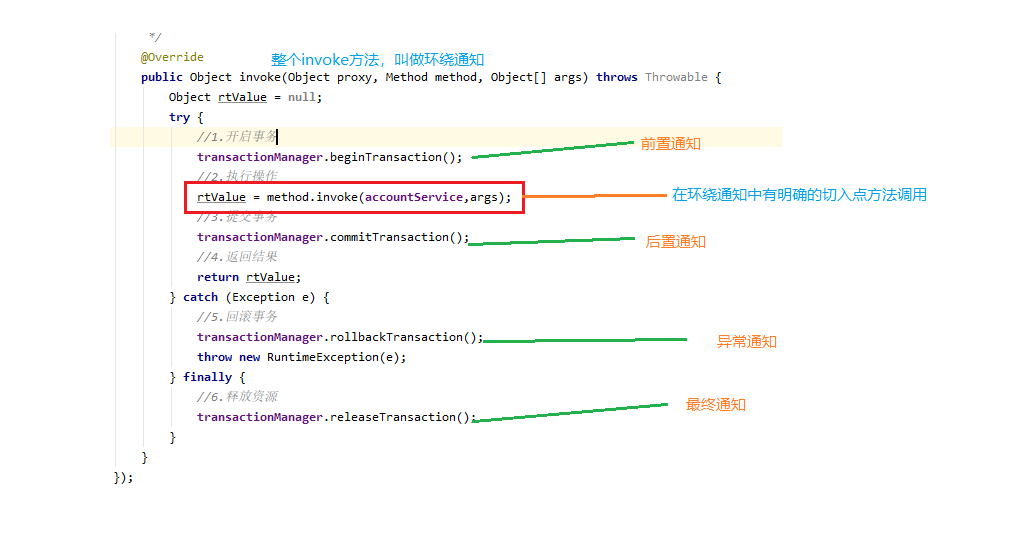 */
@Override
整个invoke方法，叫做环绕通知
public Object invoke(Object proxy, Method method, Object[] args) throws Throwable {
Object rtValue = null;
try {
//1.开启事务
transactionManager.beginTransaction();
前置通知
//2.执行操作
rtValue = method.invoke(accountService,args);
在环绕通知中有明确的切入点方法调用
//3.提交事务
transactionManager.commitTransaction();
后置通知
//4.返回结果
return rtValue;
} catch (Exception e) {
//5.回滚事务
transactionManager.rollbackTransaction();
异常通知
throw new RuntimeException(e);
} finally {
//6.释放资源
transactionManager.releaseTransaction();
最终通知
}
}
});